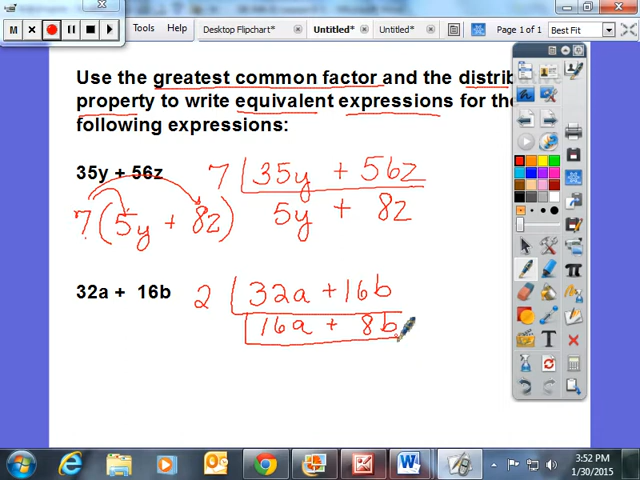 M
Tools Help Desktop Flipchart* Untitled* Untitled* Page 1 of 1 Best Fit
Use the greatest common factor and the distrib
property to write equivalent expressions for the
following expressions:
35y + 56z 7 35y + 56z
7(5y + 8z) 5y + 8z
32a + 16b 2 32a + 16b
16a + 8b
3:52 PM
1/30/2015